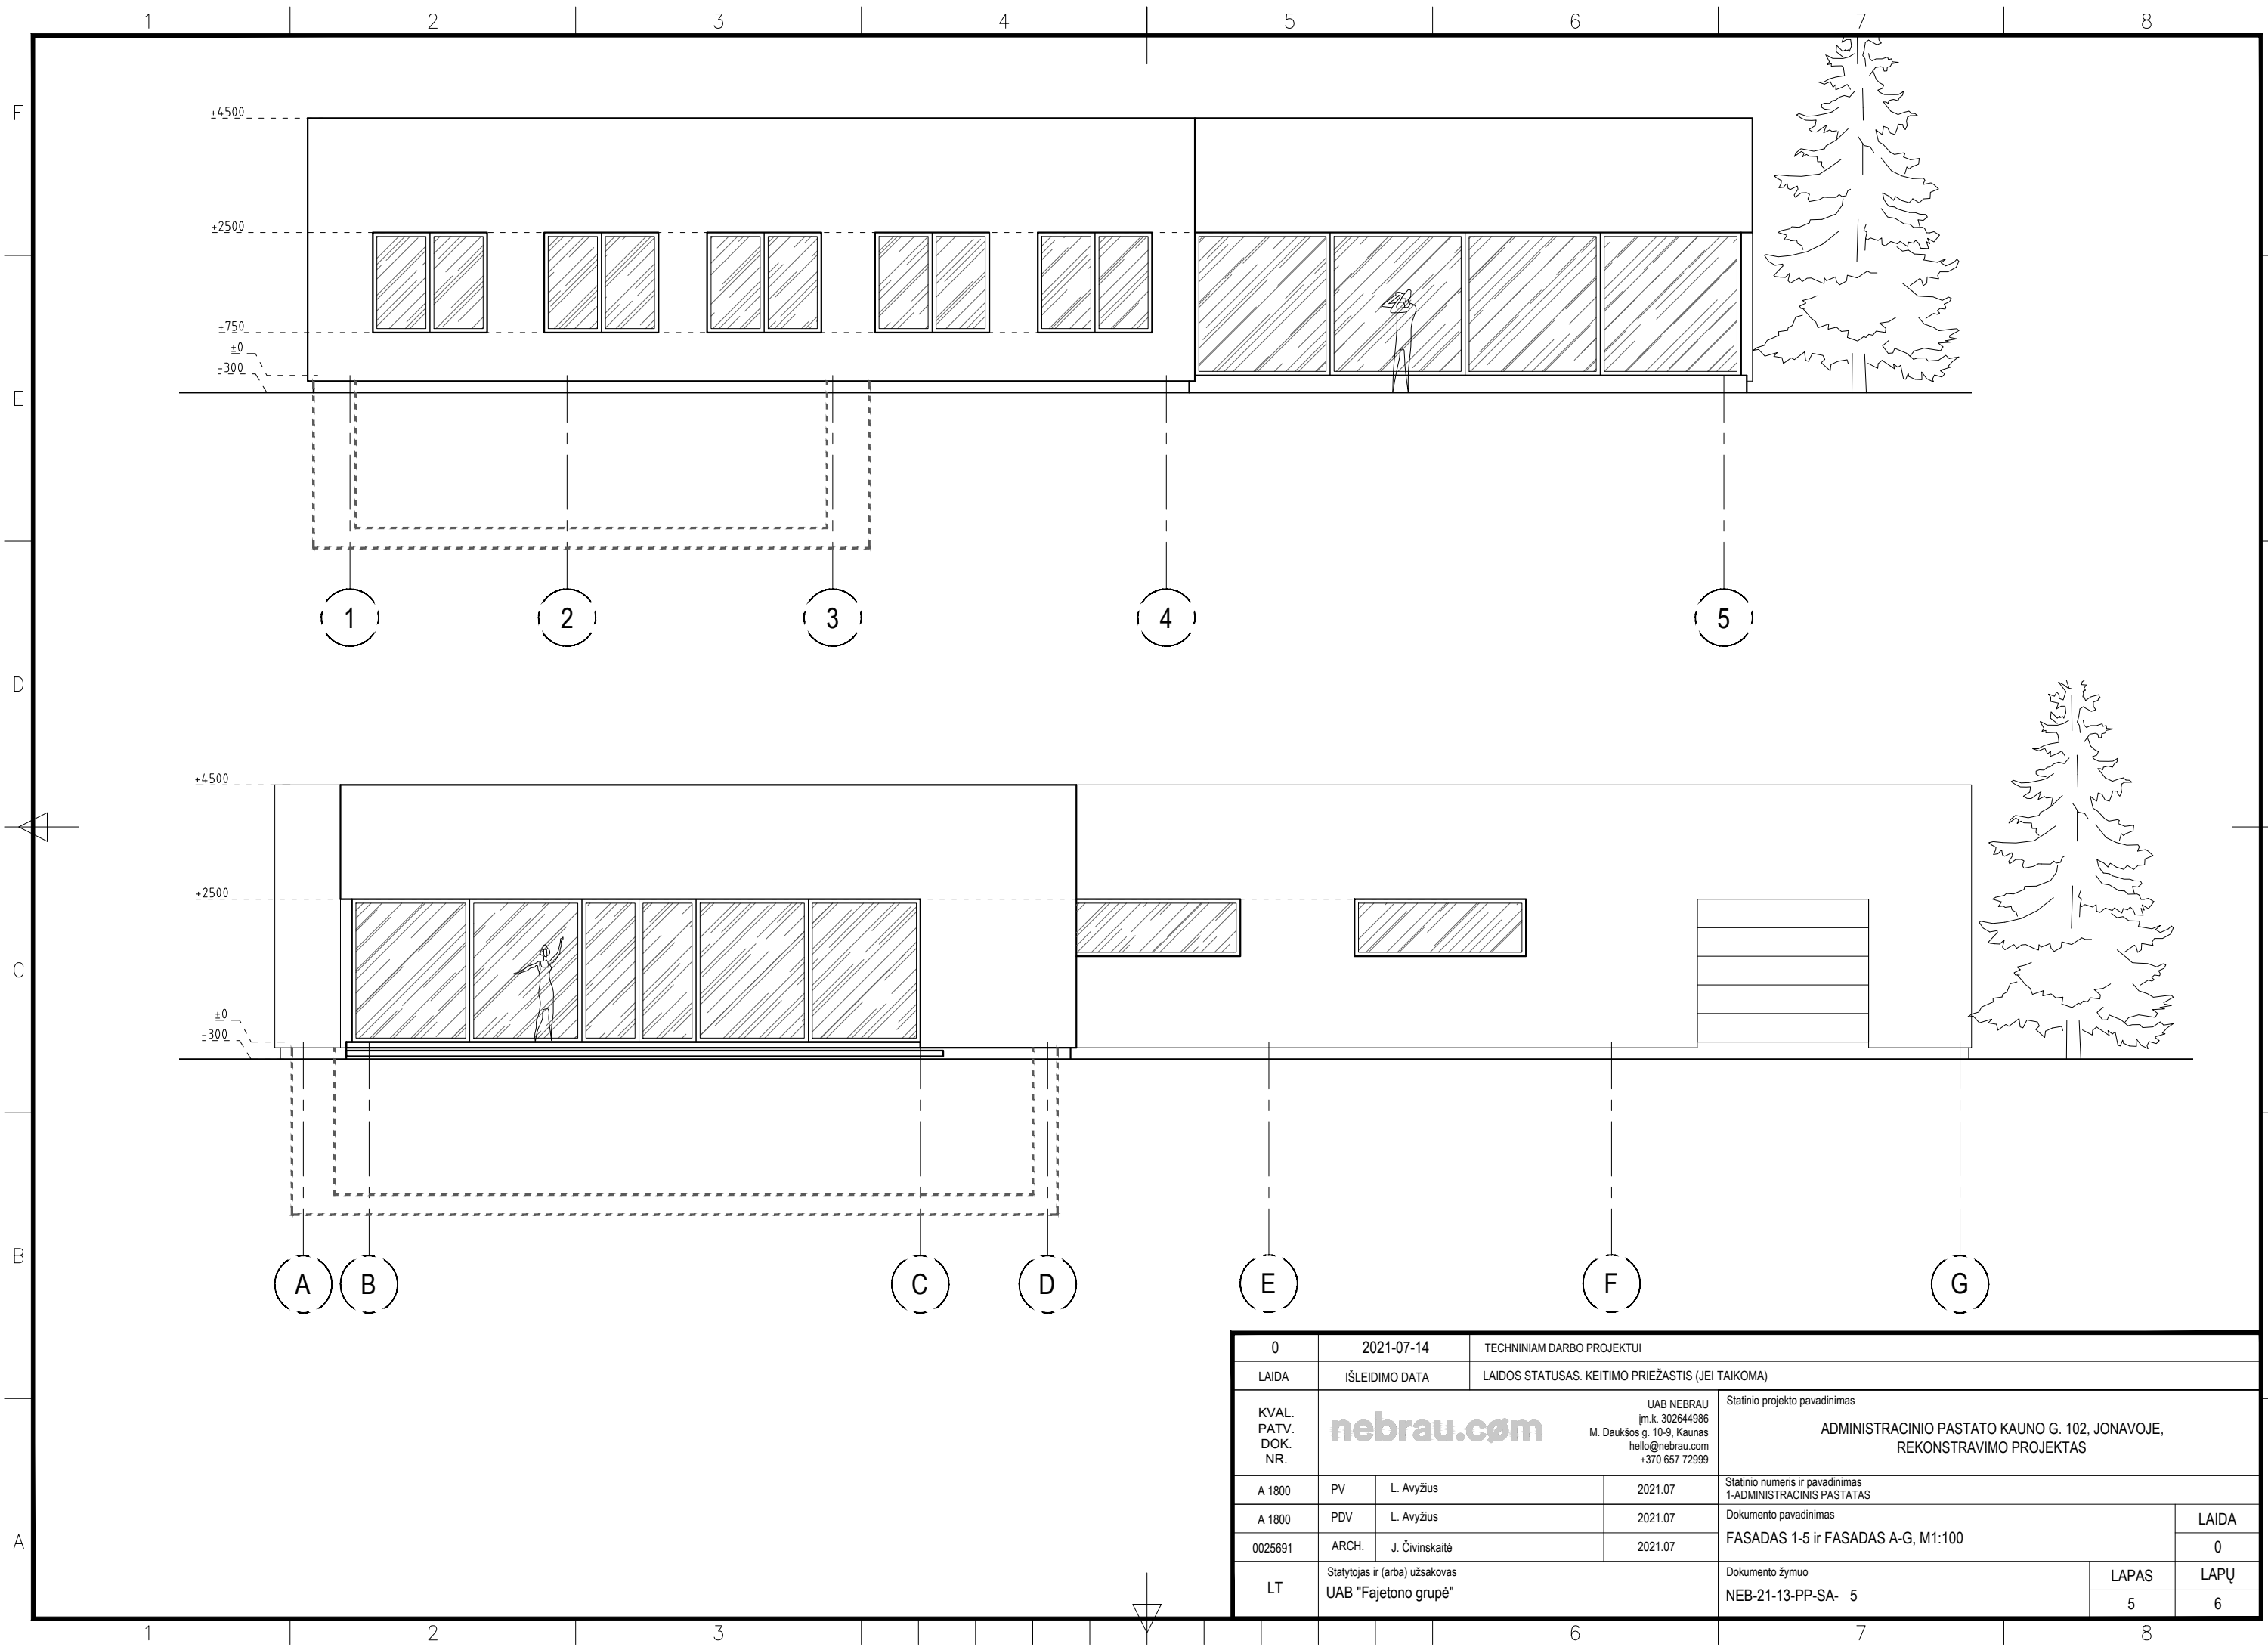 1 2 3 4 5 6 7 8
F
+4500
+2500
+750
±0
-300
E
1 2 3 4 5
D
+4500
+2500
C
±0
-300
B
A B C D E F G
0 2021-07-14 TECHNINIAM DARBO PROJEKTUI
LAIDA IŠLEIDIMO DATA LAIDOS STATUSAS. KEITIMO PRIEŽASTIS (JEI TAIKOMA)
KVAL.
PATV.
DOK.
NR.
nebrau.cøm
UAB NEBRAU
įm.k. 302644986
M. Daukšos g. 10-9, Kaunas
hello@nebrau.com
+370 657 72999
Statinio projekto pavadinimas
ADMINISTRACINIO PASTATO KAUNO G. 102, JONAVOJE,
REKONSTRAVIMO PROJEKTAS
A 1800 PV L. Avyžius 2021.07
Statinio numeris ir pavadinimas
1-ADMINISTRACINIS PASTATAS
A 1800 PDV L. Avyžius 2021.07
Dokumento pavadinimas
FASADAS 1-5 ir FASADAS A-G, M1:100
LAIDA
0
A
0025691 ARCH. J. Čivinskaitė 2021.07
LT
Statytojas ir (arba) užsakovas
UAB "Fajetono grupė"
Dokumento žymuo
NEB-21-13-PP-SA- 5
LAPAS LAPŲ
5 6
1 2 3 6 7 8